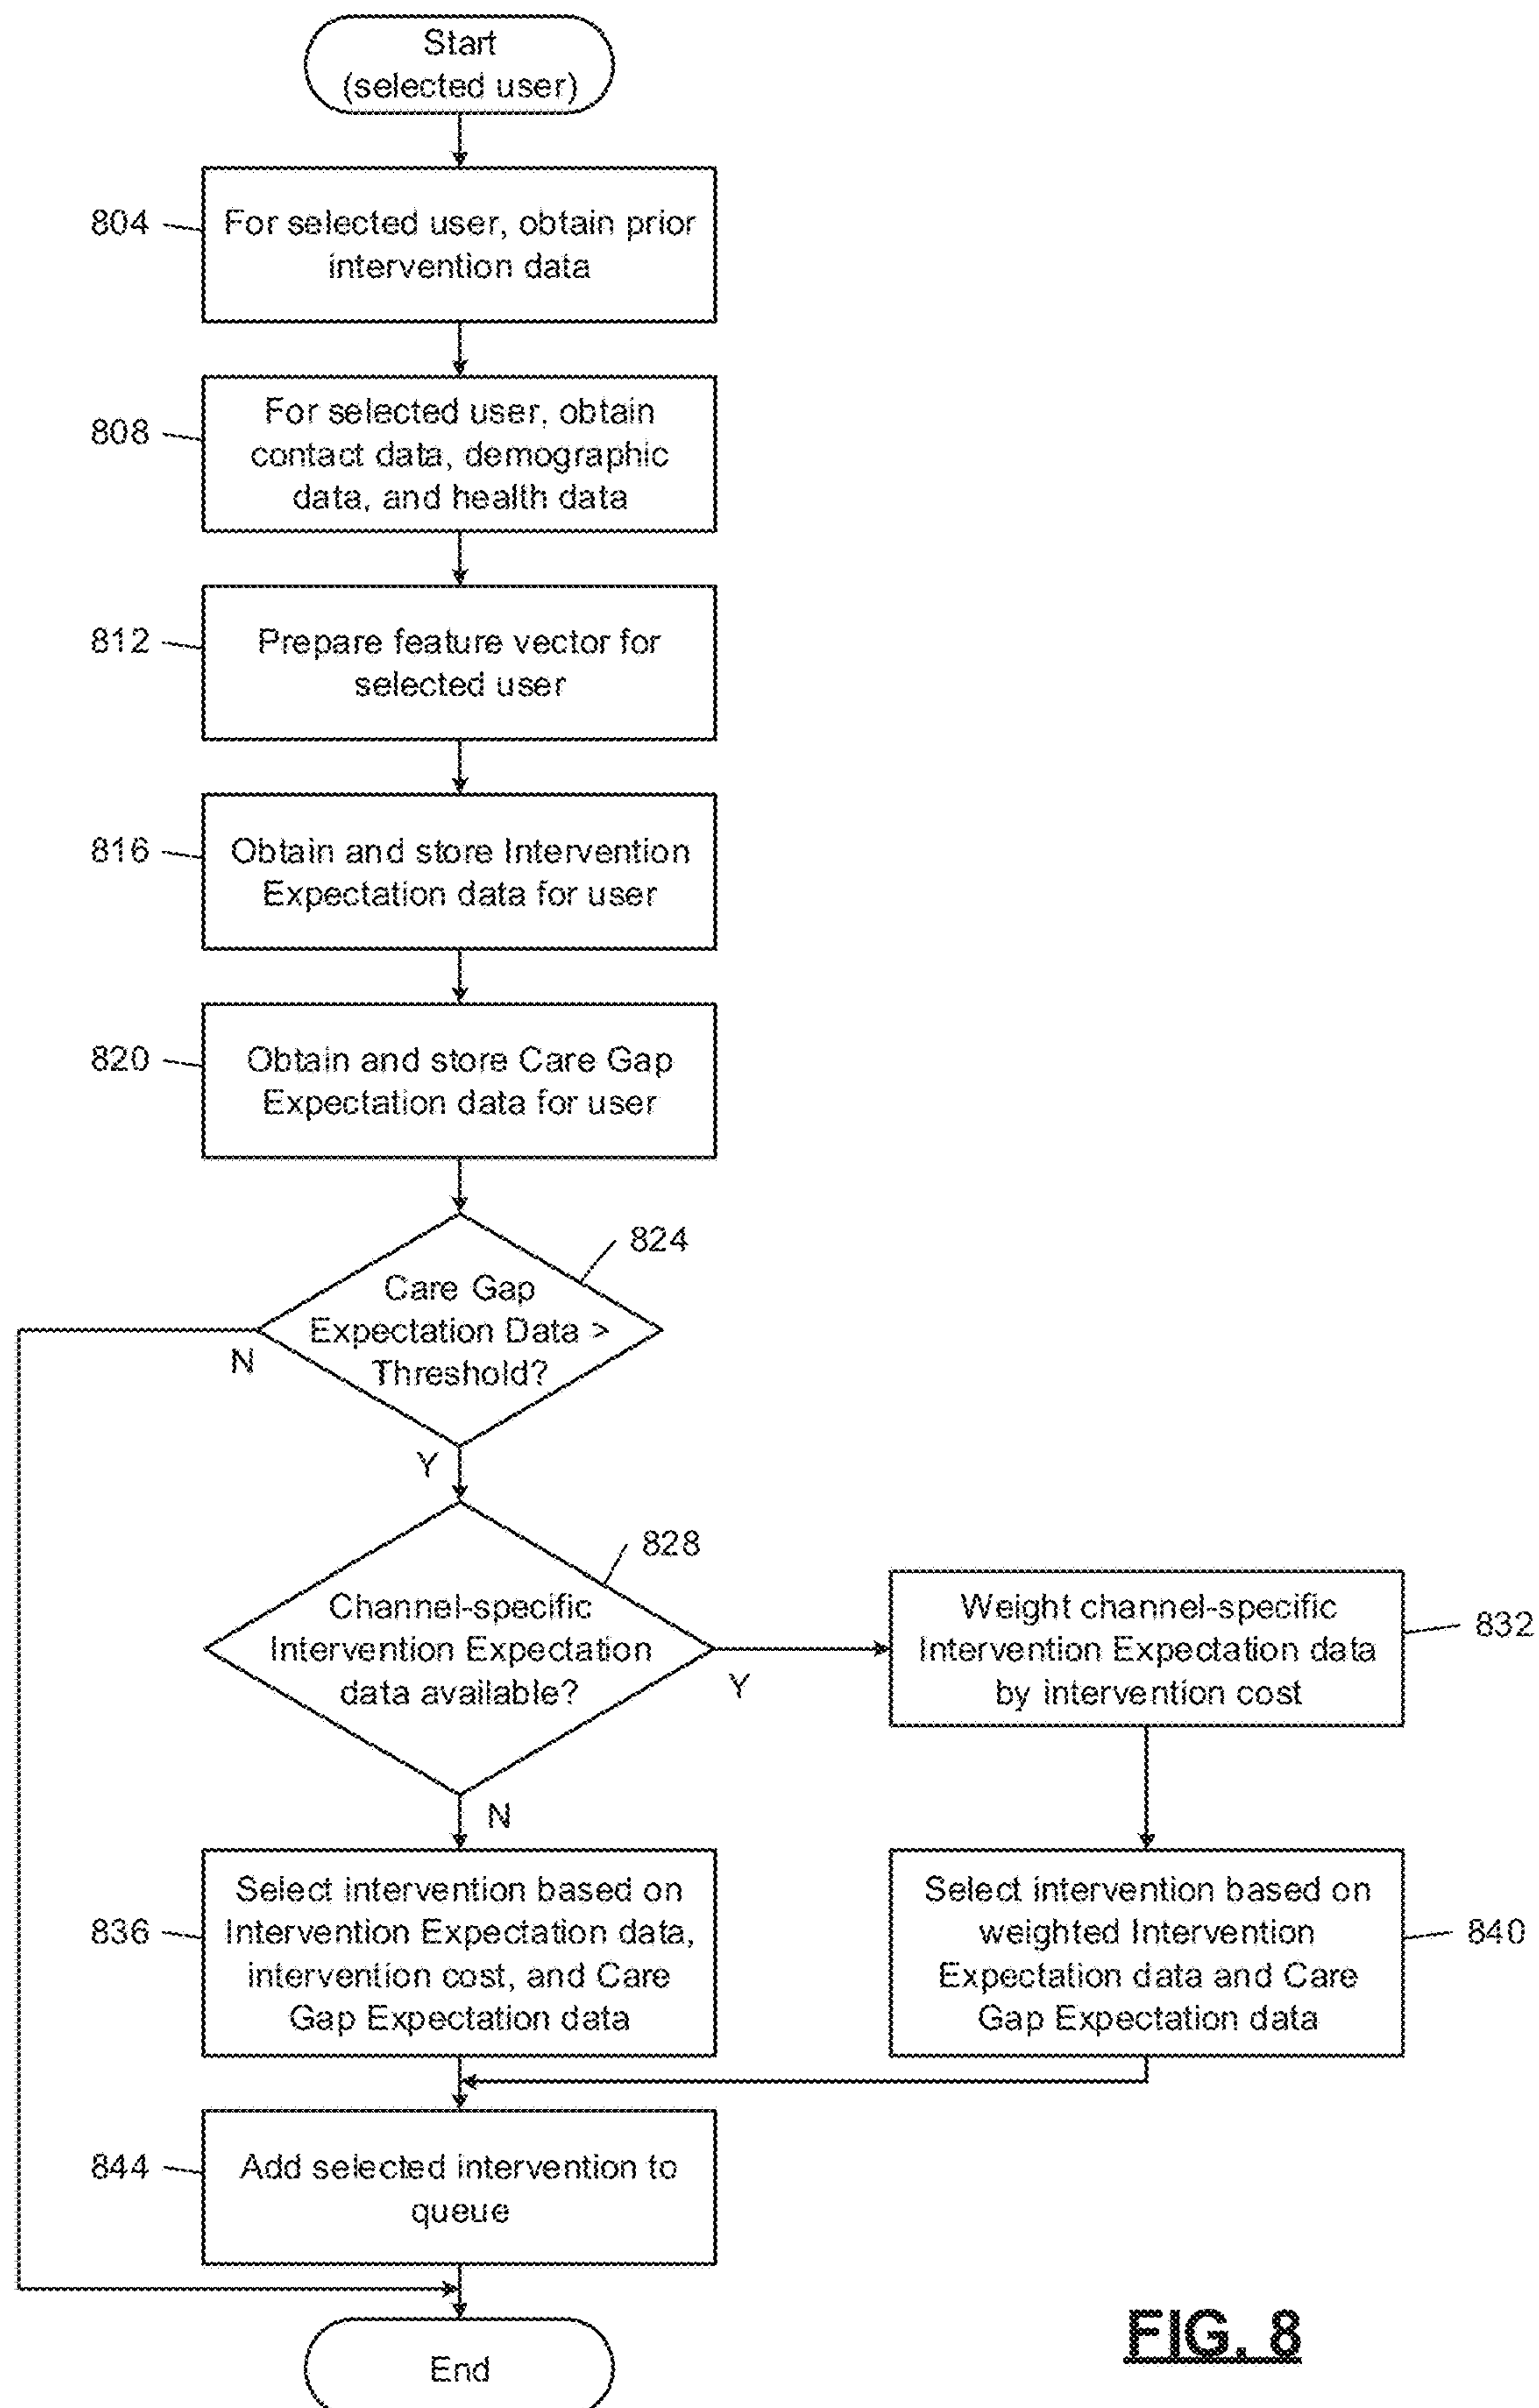 Start
(selected user)
804
For selected user, obtain prior
intervention data
808
For selected user, obtain
contact data, demographic
data, and health data
812
Prepare feature vector for
selected user
816
Obtain and store Intervention
Expectation data for user
820
Obtain and store Care Gap
Expectation data for user
824
Care Gap
Expectation Data >
Threshold?
N
Y
828
Channel-specific
Intervention Expectation
data available?
Y
N
Weight channel-specific
Intervention Expectation data
by intervention cost
832
836
Select intervention based on
Intervention Expectation data,
intervention cost, and Care
Gap Expectation data
Select intervention based on
weighted Intervention
Expectation data and Care
Gap Expectation data
840
844
Add selected intervention to
queue
End
FIG. 8